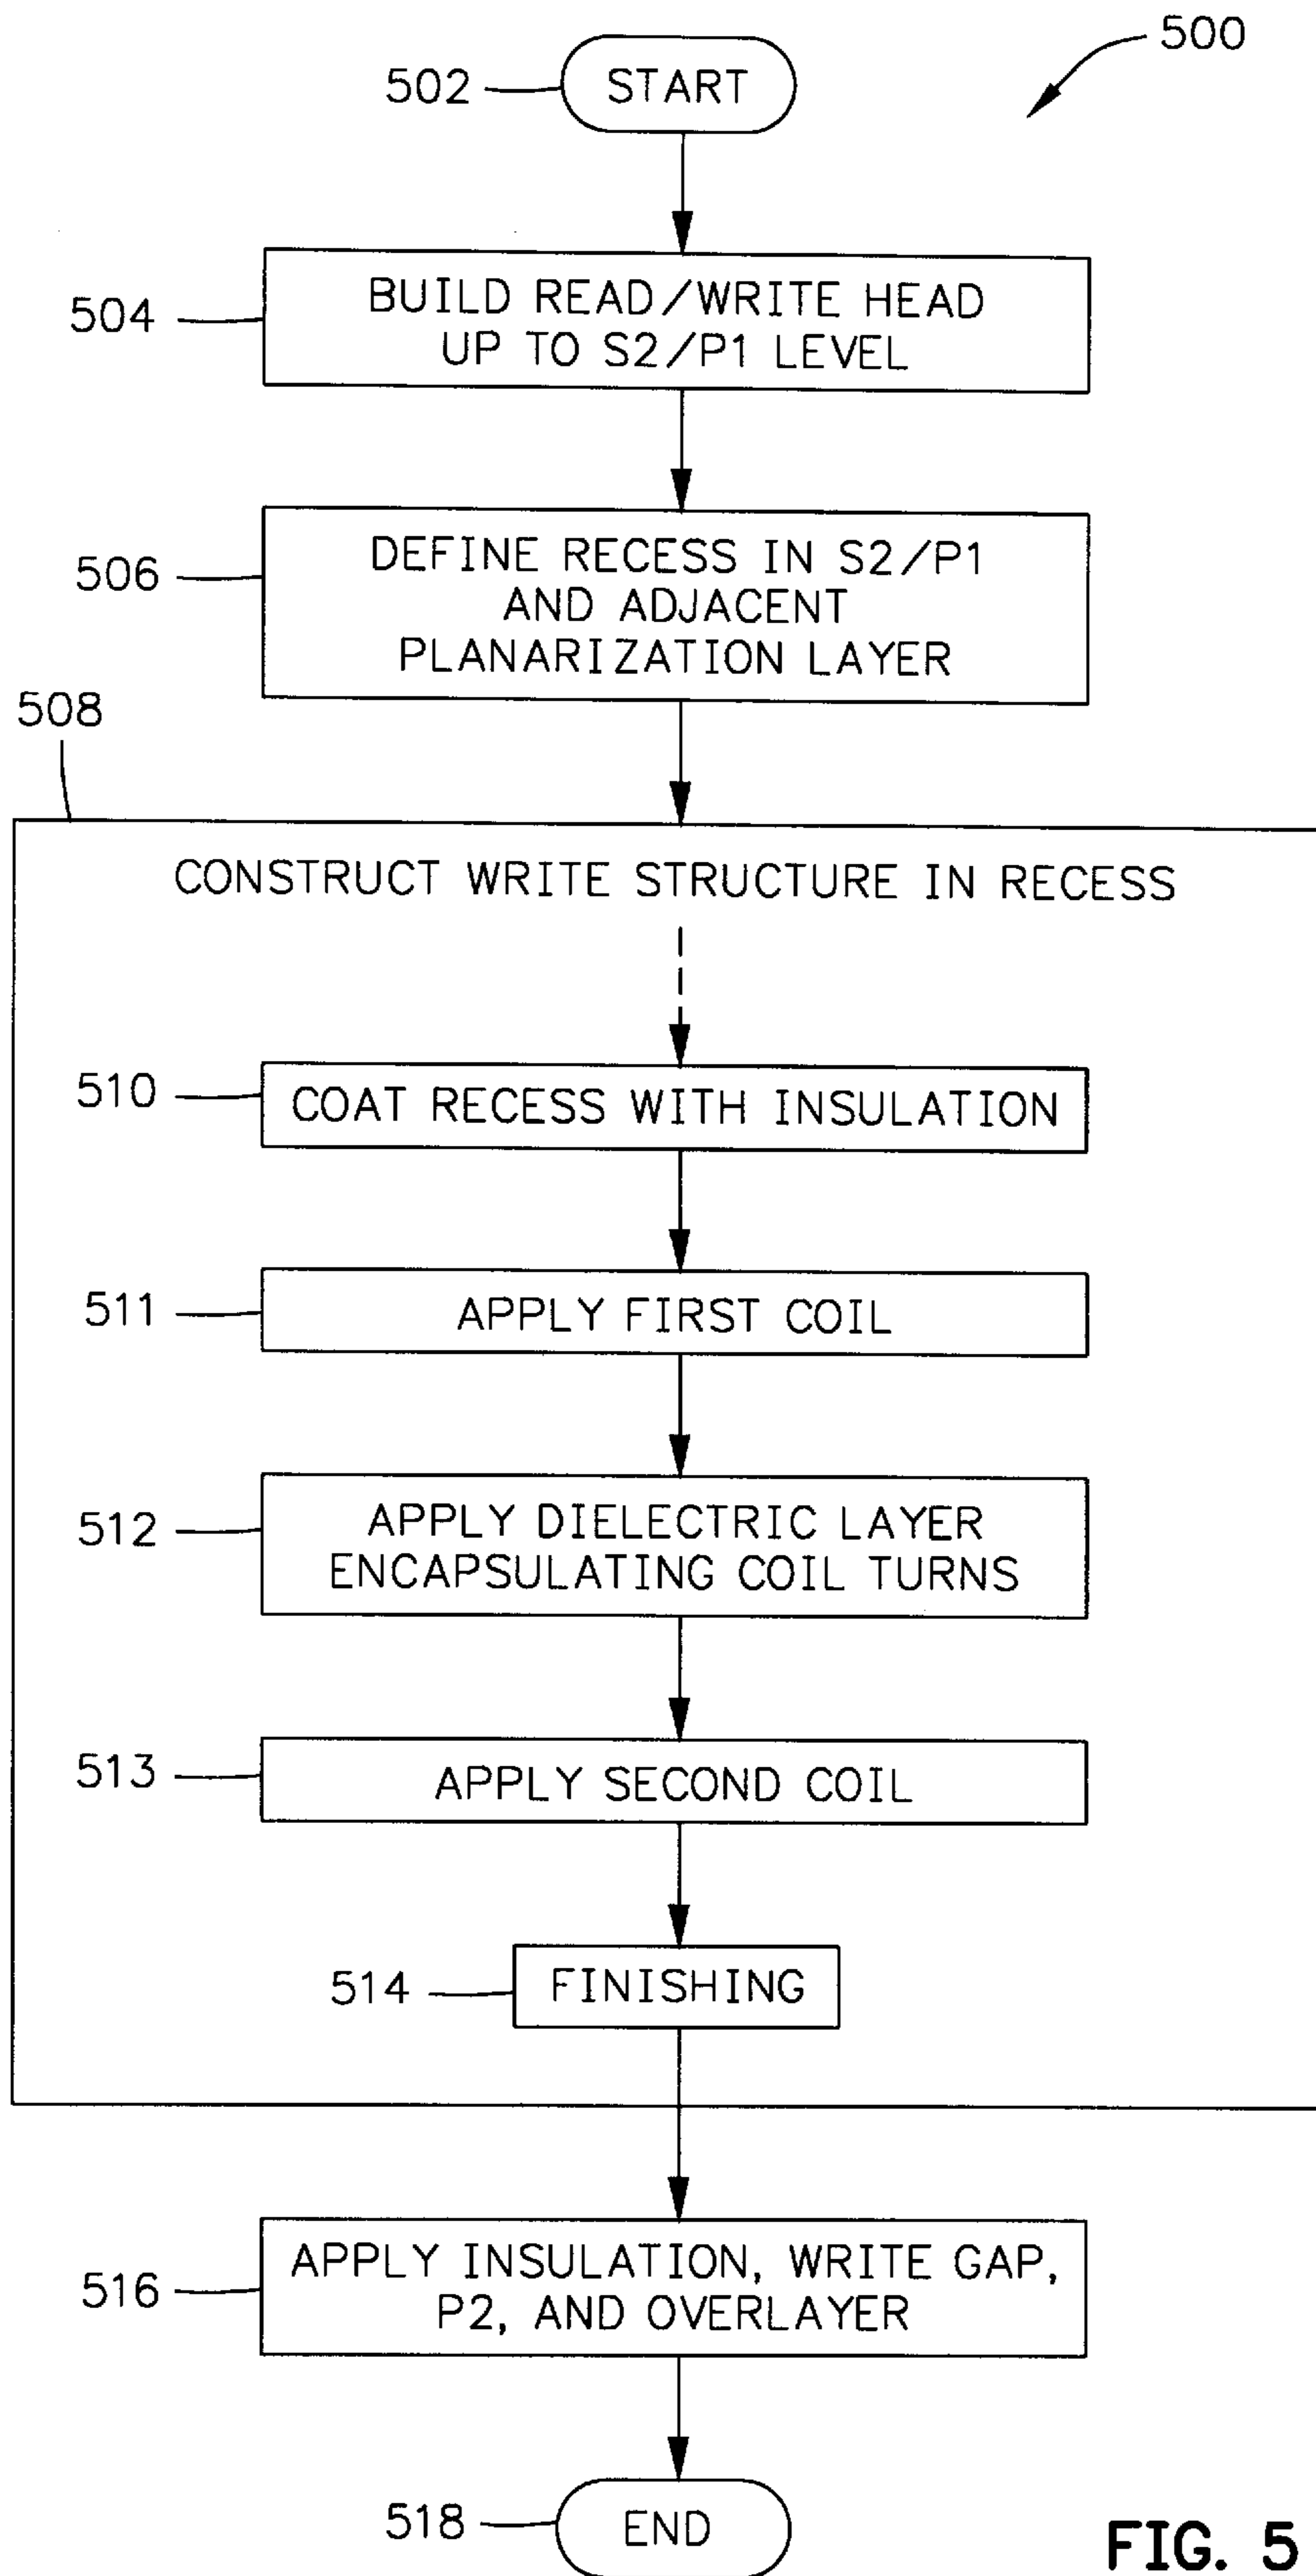 500
502
START
504
BUILD READ/WRITE HEAD
UP TO S2/P1 LEVEL
506
DEFINE RECESS IN S2/P1
AND ADJACENT
PLANARIZATION LAYER
508
CONSTRUCT WRITE STRUCTURE IN RECESS
510
COAT RECESS WITH INSULATION
511
APPLY FIRST COIL
512
APPLY DIELECTRIC LAYER
ENCAPSULATING COIL TURNS
513
APPLY SECOND COIL
514
FINISHING
516
APPLY INSULATION, WRITE GAP,
P2, AND OVERLAYER
518
END
FIG. 5